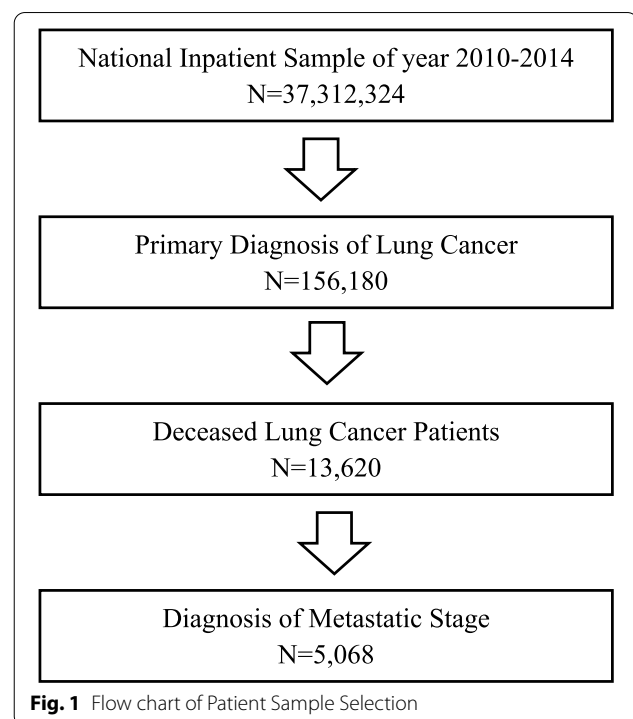 National Inpatient Sample of year 2010-2014
N=37,312,324
Primary Diagnosis of Lung Cancer
N=156,180
Deceased Lung Cancer Patients
N=13,620
Diagnosis of Metastatic Stage
N=5,068
Fig. 1 Flow chart of Patient Sample Selection